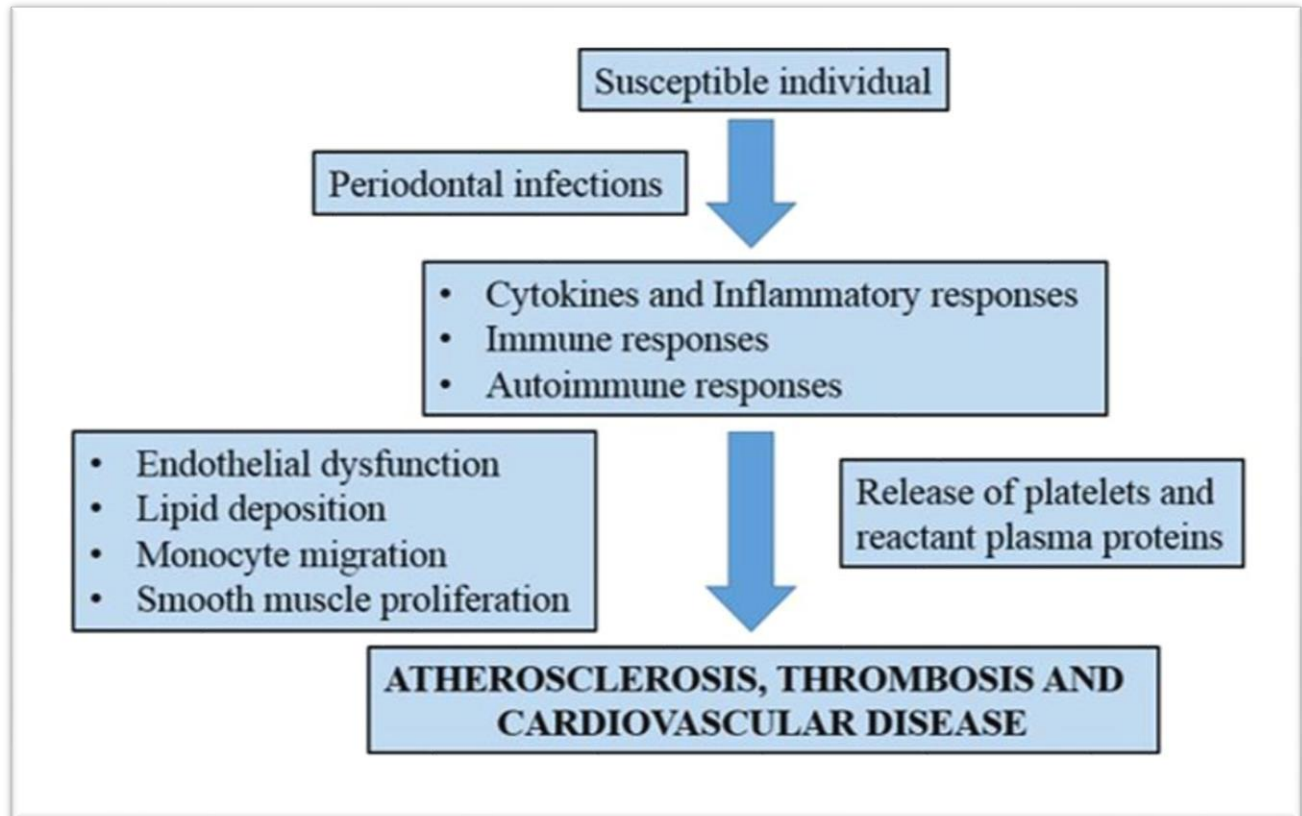 Susceptible individual
Periodontal infections
• Cytokines and Inflammatory responses
• Immune responses
• Autoimmune responses
• Endothelial dysfunction
• Lipid deposition
• Monocyte migration
• Smooth muscle proliferation
Release of platelets and
reactant plasma proteins
ATHEROSCLEROSIS, THROMBOSIS AND
CARDIOVASCULAR DISEASE